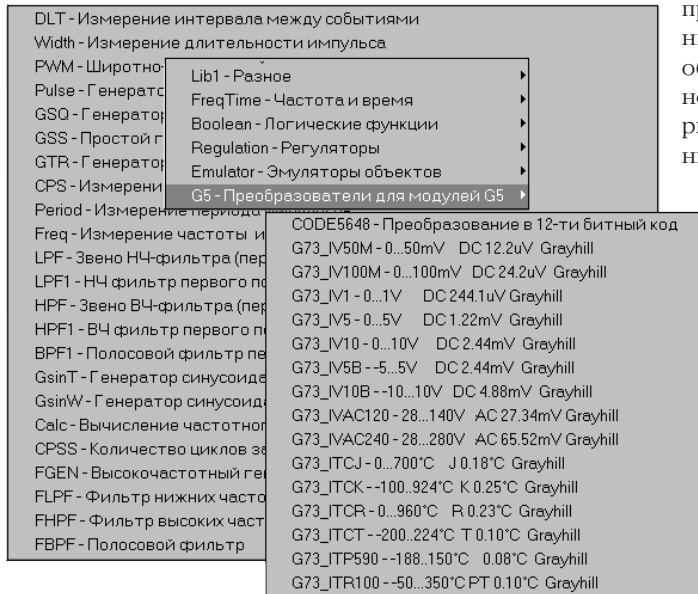 DLT - Измерение интервала между событиями
Width - Измерение длительности импульса
PWM - Широтно-
Pulse - Генерато
GSQ - Генератор
GSS - Простой г
GTR - Генератор
CPS - Измерени
Period - Измерение периода
Freq - Измерение частоты и
LPF - Звено НЧ-фильтра (пер
LPF1 - НЧ фильтр первого по
HPF - Звено ВЧ-фильтра (пер
HPF1 - ВЧ фильтр первого п
BPF1 - Полосовой фильтр пе
GsinT - Генератор синусоида
GsinW - Генератор синусоида
Calc - Вычисление частотног
CPSS - Количество циклов за
FGEN - Высокочастотный ге
FLPF - Фильтр нижних часто
FHPF - Фильтр высоких част
FBPF - Полосовой фильтр
Lib1 - Разное
FreqTime - Частота и время
Boolean - Логические функции
Regulation - Регуляторы
Emulator - Эмуляторы объектов
G5 - Преобразователи для модулей G5
CODE5648 - Преобразование в 12-ти битный код
G73_IV50M - 0...50mV DC 12.2uV Grayhill
G73_IV100M - 0...100mV DC 24.2uV Grayhill
G73_IV1 - 0...1V DC 244.1uV Grayhill
G73_IV5 - 0...5V DC 1.22mV Grayhill
G73_IV10 - 0...10V DC 2.44mV Grayhill
G73_IV5B - -5...5V DC 2.44mV Grayhill
G73_IV10B - -10...10V DC 4.88mV Grayhill
G73_IVAC120 - 28...140V AC 27.34mV Grayhill
G73_IVAC240 - 28...280V AC 65.52mV Grayhill
G73_ITCJ - 0...700°C J 0.18°C Grayhill
G73_ITCK - -100..924°C K 0.25°C Grayhill
G73_ITCR - 0...960°C R 0.23°C Grayhill
G73_ITCT - -200..224°C T 0.10°C Grayhill
G73_ITP590 - -188..150°C 0.08°C Grayhill
G73_ITR100 - -50...350°C PT 0.10°C Grayhill